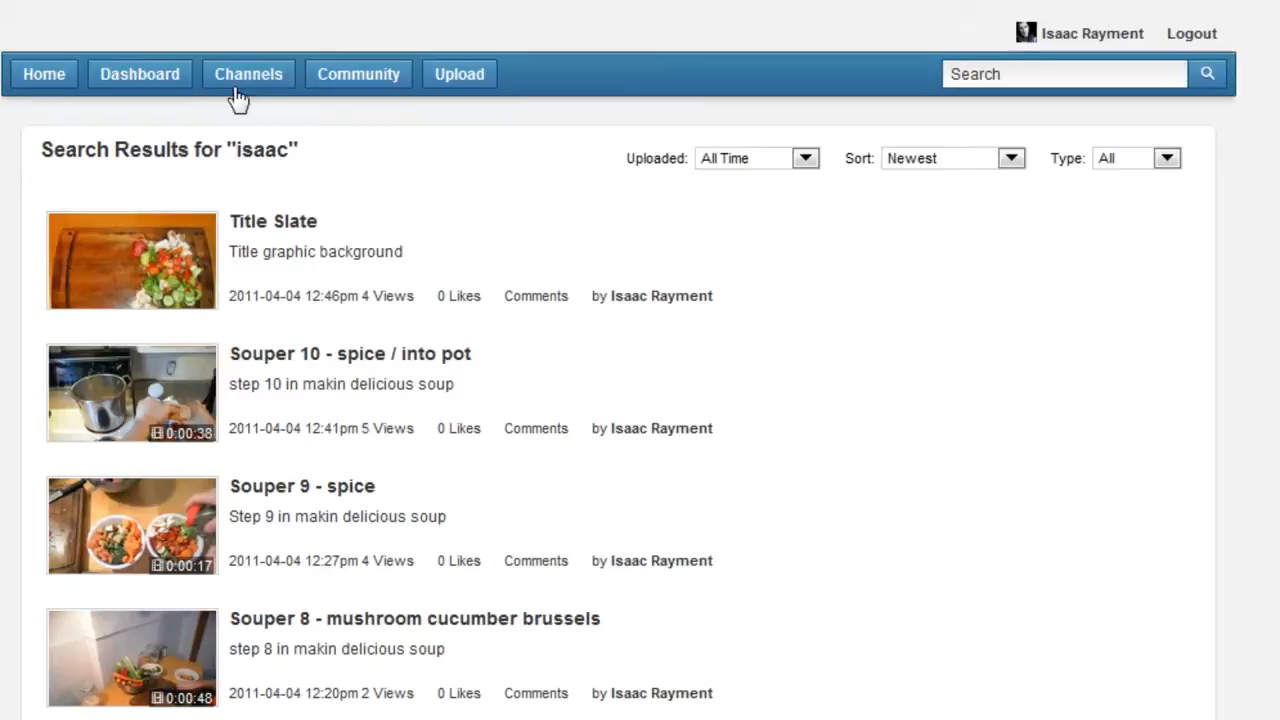 Isaac Rayment Logout
Home Dashboard Channels Community Upload Search
Search Results for "isaac" Uploaded: All Time Sort: Newest Type: All
Title Slate
Title graphic background
2011-04-04 12:46pm 4 Views 0 Likes Comments by Isaac Rayment
Souper 10 - spice / into pot
step 10 in makin delicious soup
0:00:38
2011-04-04 12:41pm 5 Views 0 Likes Comments by Isaac Rayment
Souper 9 - spice
Step 9 in makin delicious soup
0:00:17
2011-04-04 12:27pm 4 Views 0 Likes Comments by Isaac Rayment
Souper 8 - mushroom cucumber brussels
step 8 in makin delicious soup
0:00:48
2011-04-04 12:20pm 2 Views 0 Likes Comments by Isaac Rayment